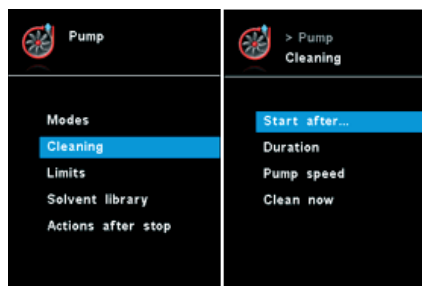 Pump
Modes
Cleaning
Limits
Solvent library
Actions after stop
> Pump
Cleaning
Start after...
Duration
Pump speed
Clean now